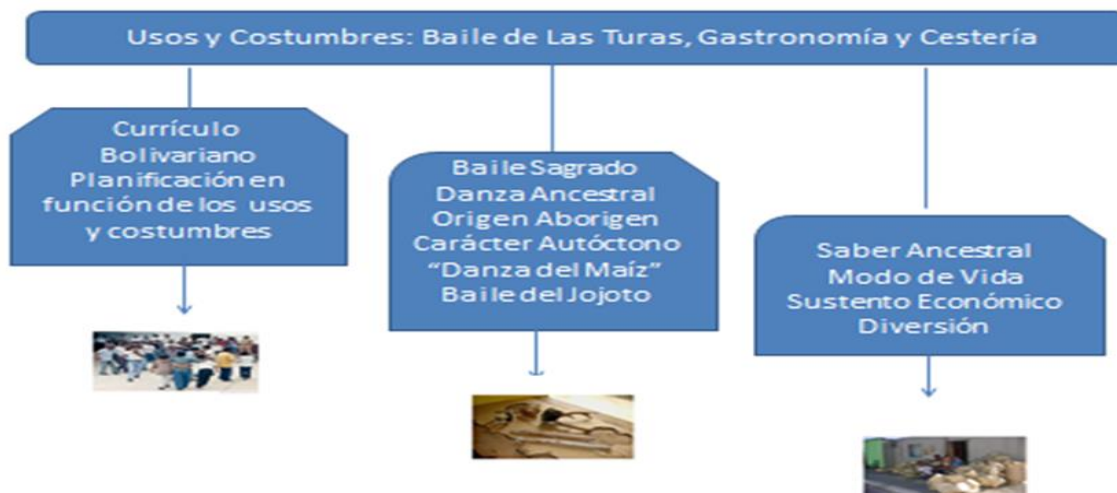 Usos y Costumbres: Baile de Las Turas, Gastronomía y Cestería
Currículo
Bolivariano
Planificación en
función de los usos
y costumbres
Baile Sagrado
Danza Ancestral
Origen Aborigen
Carácter Autóctono
“Danza del Maíz”
Baile del Jojoto
Saber Ancestral
Modo de Vida
Sustento Económico
Diversión